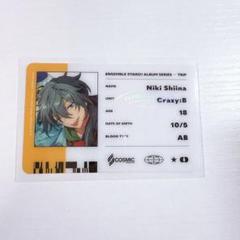 ENSEMBLE STARS!! ALBUM SERIES — TRIP
NAME Niki Shiina
UNIT Crazy:B
AGE 18
DATE OF BIRTH 10/5
BLOOD TYPE AB
COSMIC